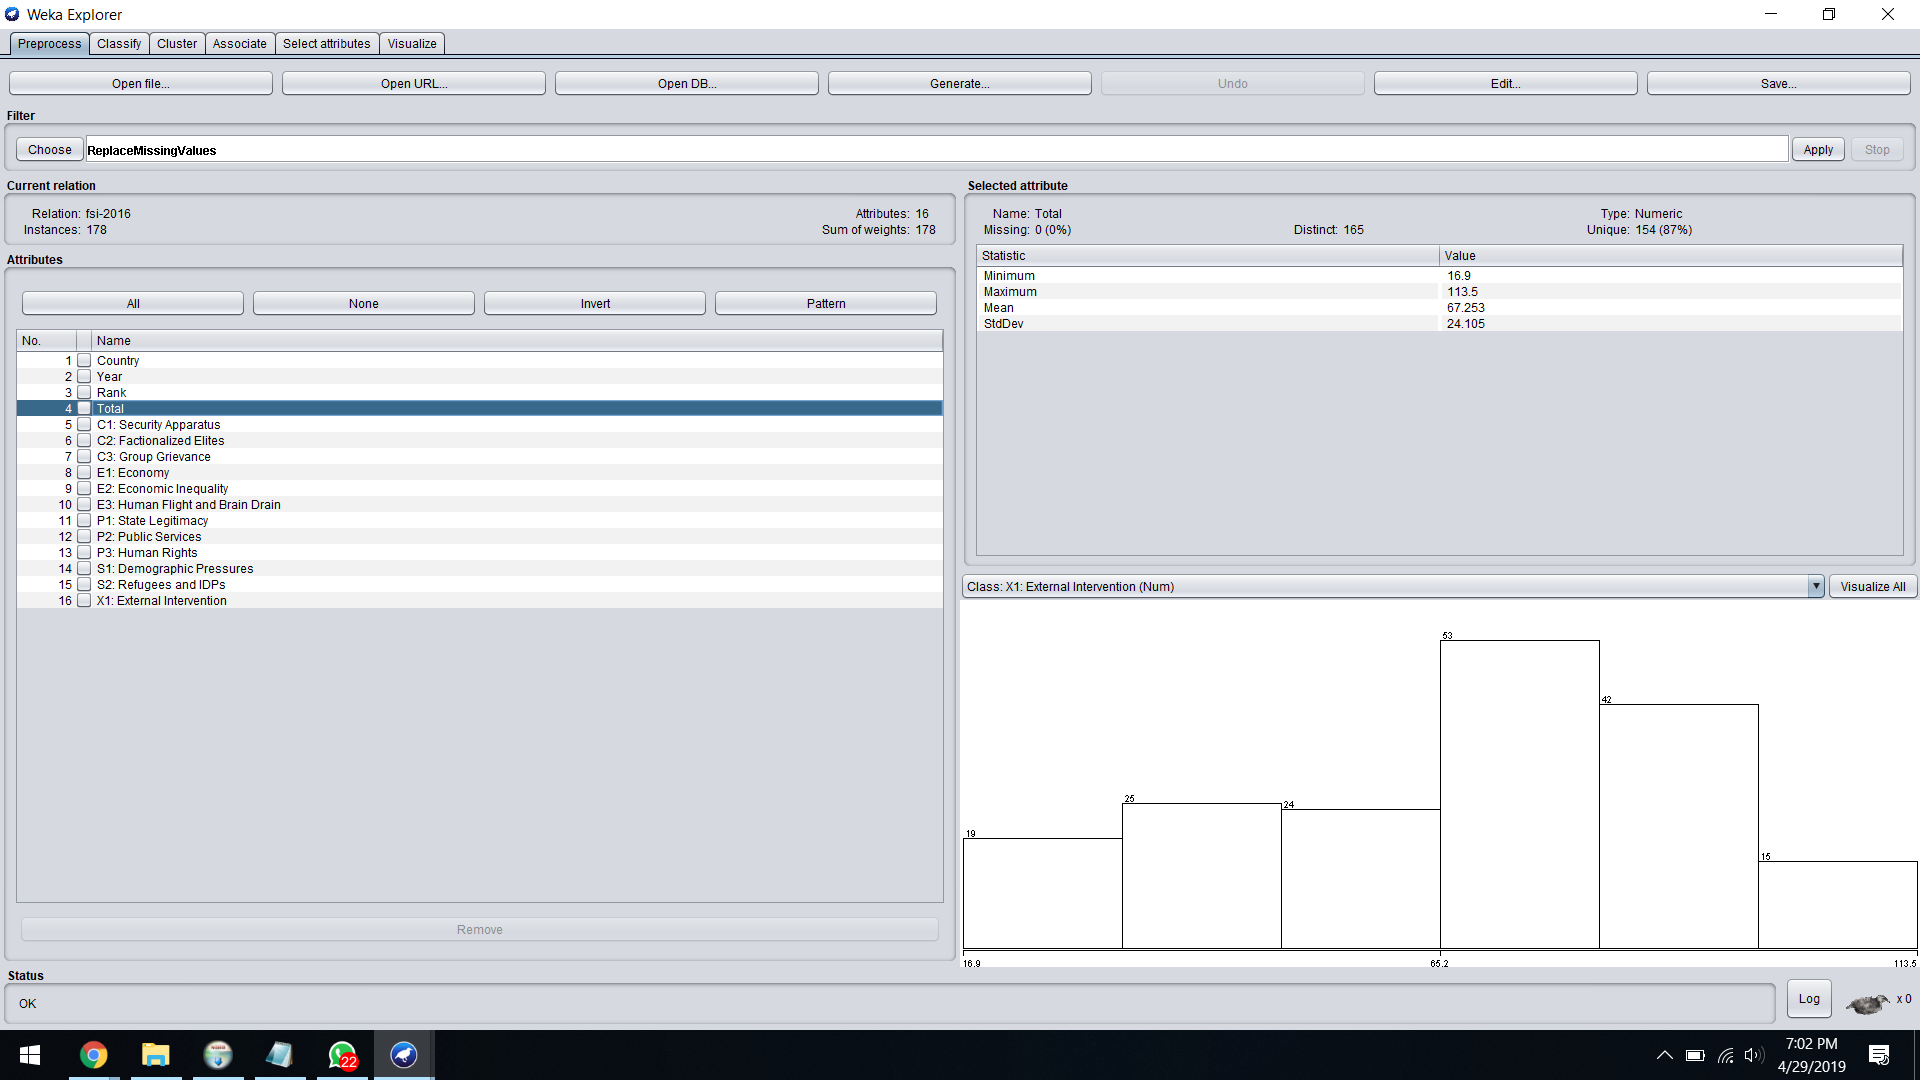 Weka Explorer
Preprocess Classify Cluster Associate Select attributes Visualize
Open file... Open URL... Open DB... Generate... Undo Edit... Save...
Filter
Choose ReplaceMissingValues Apply Stop
Current relation
Relation: fsi-2016 Attributes: 16
Instances: 178 Sum of weights: 178
Attributes
All None Invert Pattern
No. Name
1 Country
2 Year
3 Rank
4 Total
5 C1: Security Apparatus
6 C2: Factionalized Elites
7 C3: Group Grievance
8 E1: Economy
9 E2: Economic Inequality
10 E3: Human Flight and Brain Drain
11 P1: State Legitimacy
12 P2: Public Services
13 P3: Human Rights
14 S1: Demographic Pressures
15 S2: Refugees and IDPs
16 X1: External Intervention
Remove
Selected attribute
Name: Total Type: Numeric
Missing: 0 (0%) Distinct: 165 Unique: 154 (87%)
Statistic Value
Minimum 16.9
Maximum 113.5
Mean 67.253
StdDev 24.105
Class: X1: External Intervention (Num) Visualize All
53
42
25
24
19
15
16.9 65.2 113.5
Status
OK
Log x 0
22
7:02 PM
4/29/2019